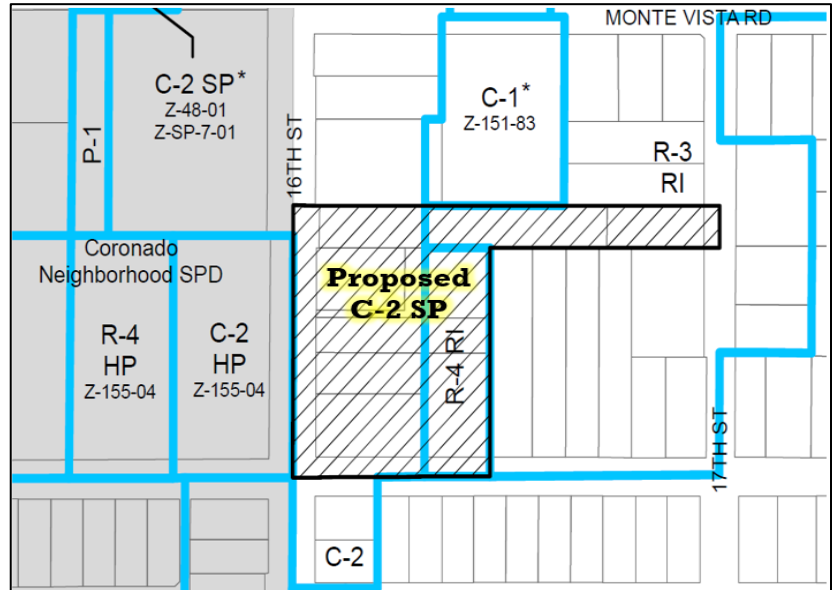 MONTE VISTA RD
C-2 SP*
Z-48-01
Z-SP-7-01
P-1
16TH ST
C-1*
Z-151-83
R-3
RI
Coronado
Neighborhood SPD
Proposed
C-2 SP
R-4
HP
Z-155-04
C-2
HP
Z-155-04
R-4 RI
17TH ST
C-2